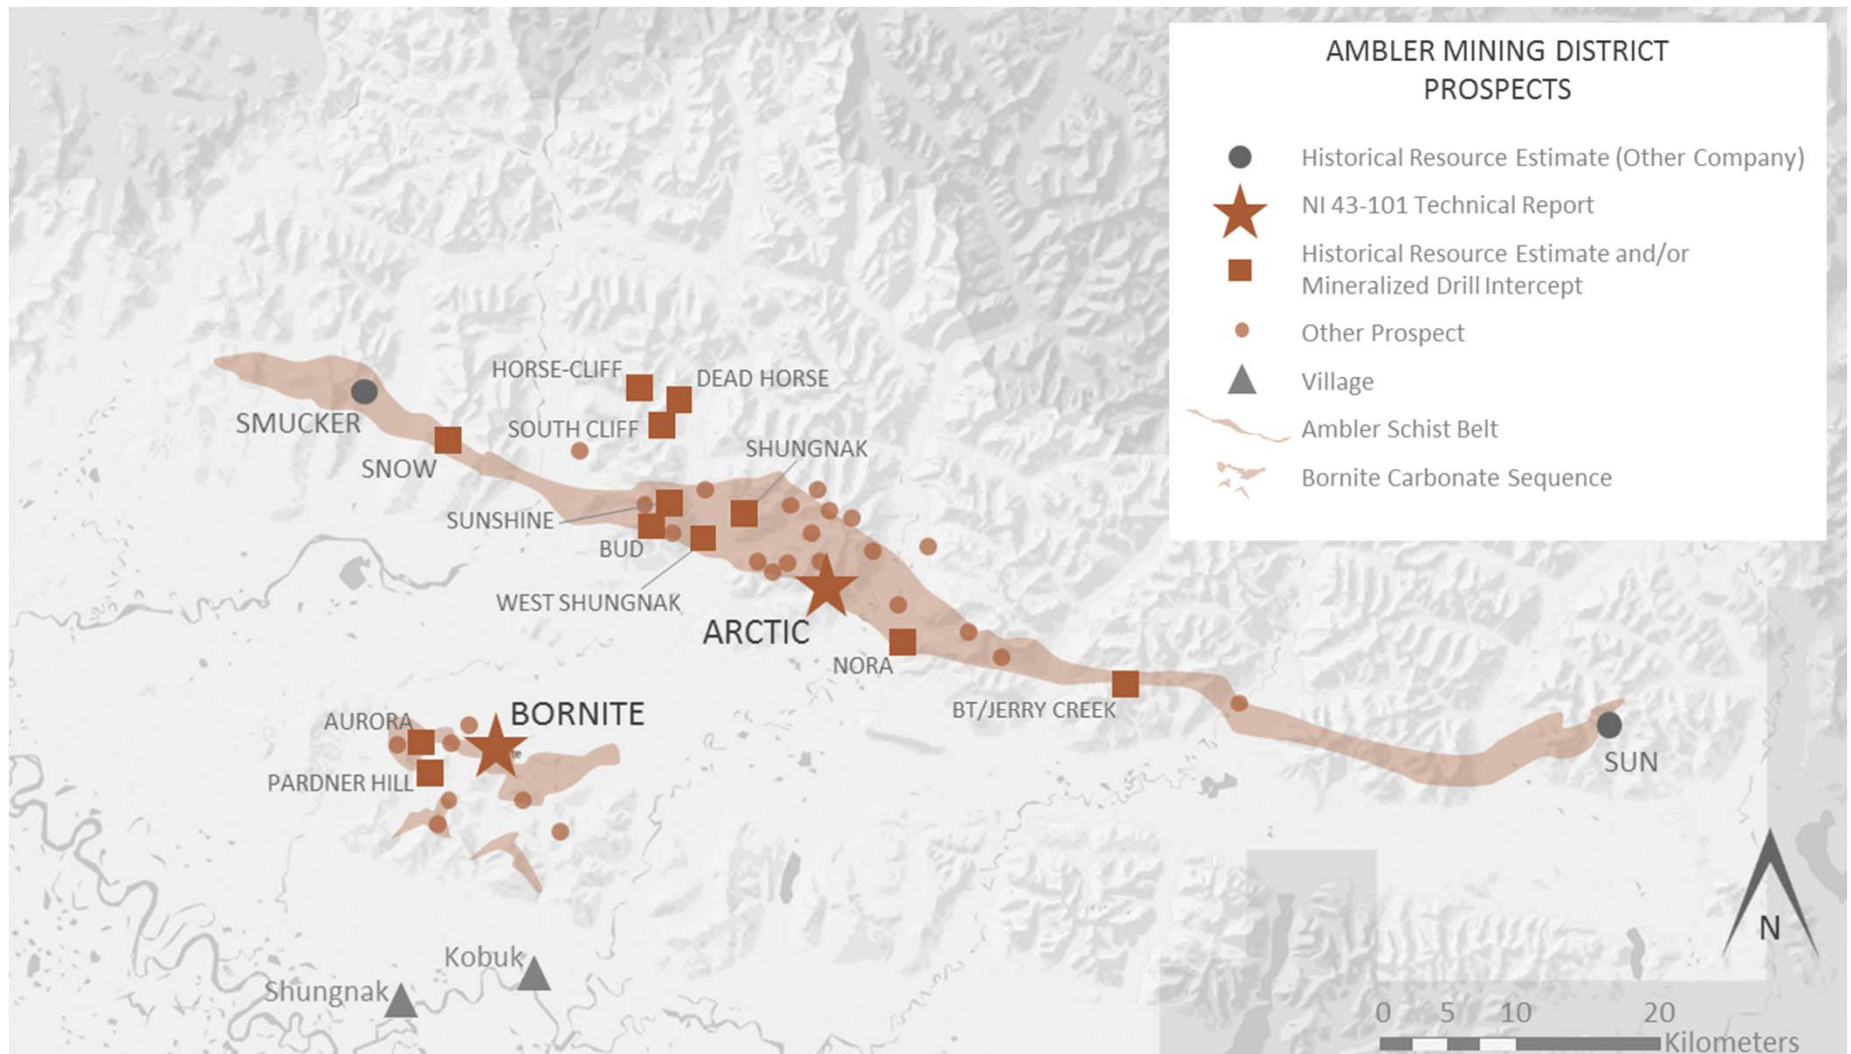 AMBLER MINING DISTRICT
PROSPECTS
Historical Resource Estimate (Other Company)
NI 43-101 Technical Report
Historical Resource Estimate and/or
Mineralized Drill Intercept
Other Prospect
Village
Ambler Schist Belt
Bornite Carbonate Sequence
HORSE-CLIFF
DEAD HORSE
SMUCKER
SOUTH CLIFF
SHUNGNAK
SNOW
SUNSHINE
BUD
WEST SHUNGNAK
ARCTIC
NORA
BT/JERRY CREEK
AURORA
BORNITE
SUN
PARDNER HILL
Kobuk
Shungnak
N
0 5 10 20
Kilometers